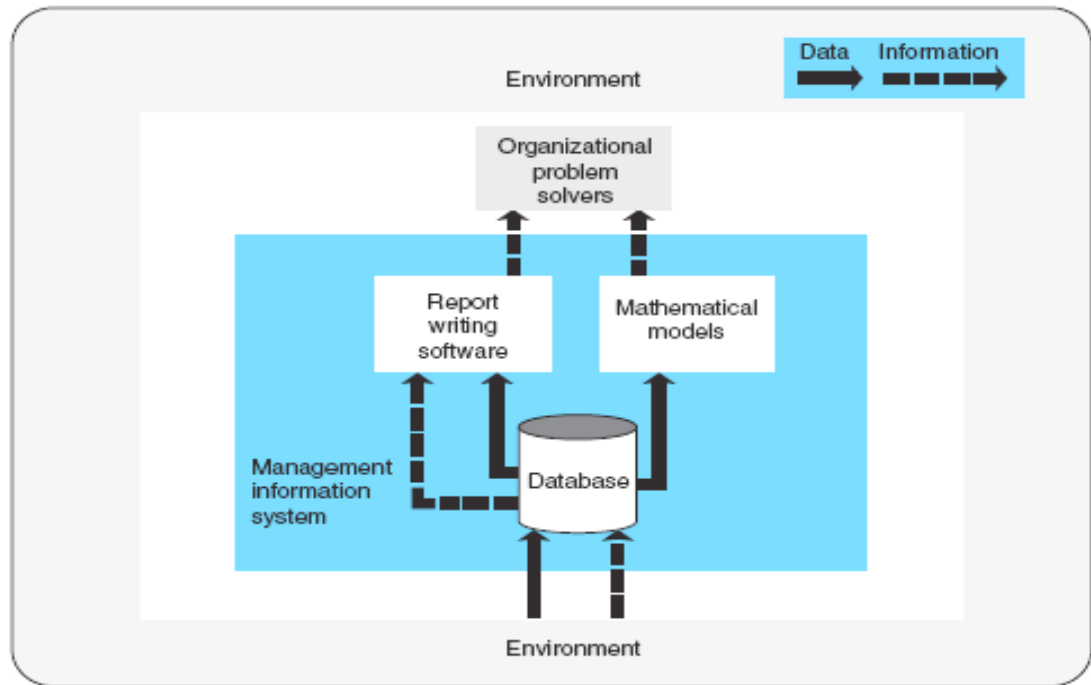 Data Information
Environment
Organizational
problem
solvers
Report
writing
software
Mathematical
models
Database
Management
information
system
Environment